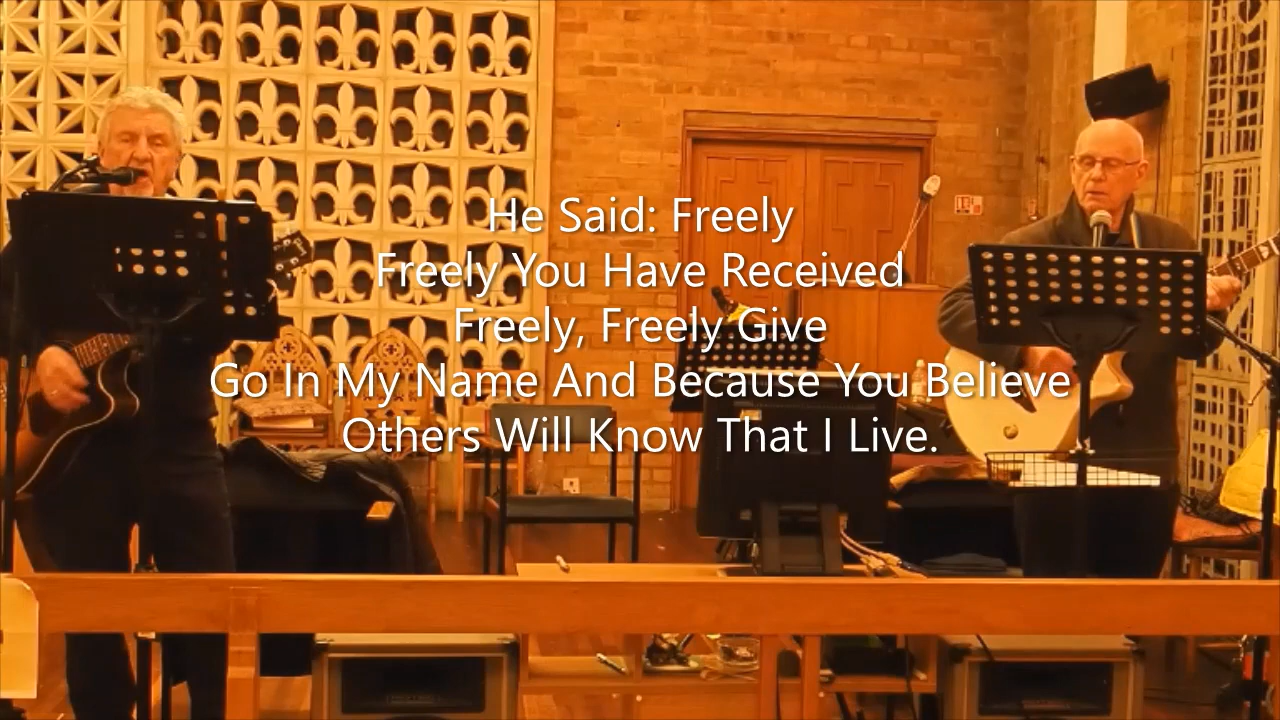 He Said: Freely
Freely You Have Received
Freely, Freely Give
Go In My Name And Because You Believe
Others Will Know That I Live.